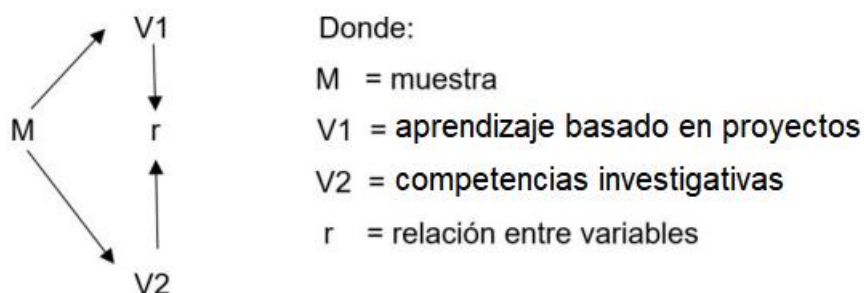 V1
M
r
V2
Donde:
M = muestra
V1 = aprendizaje basado en proyectos
V2 = competencias investigativas
r = relación entre variables